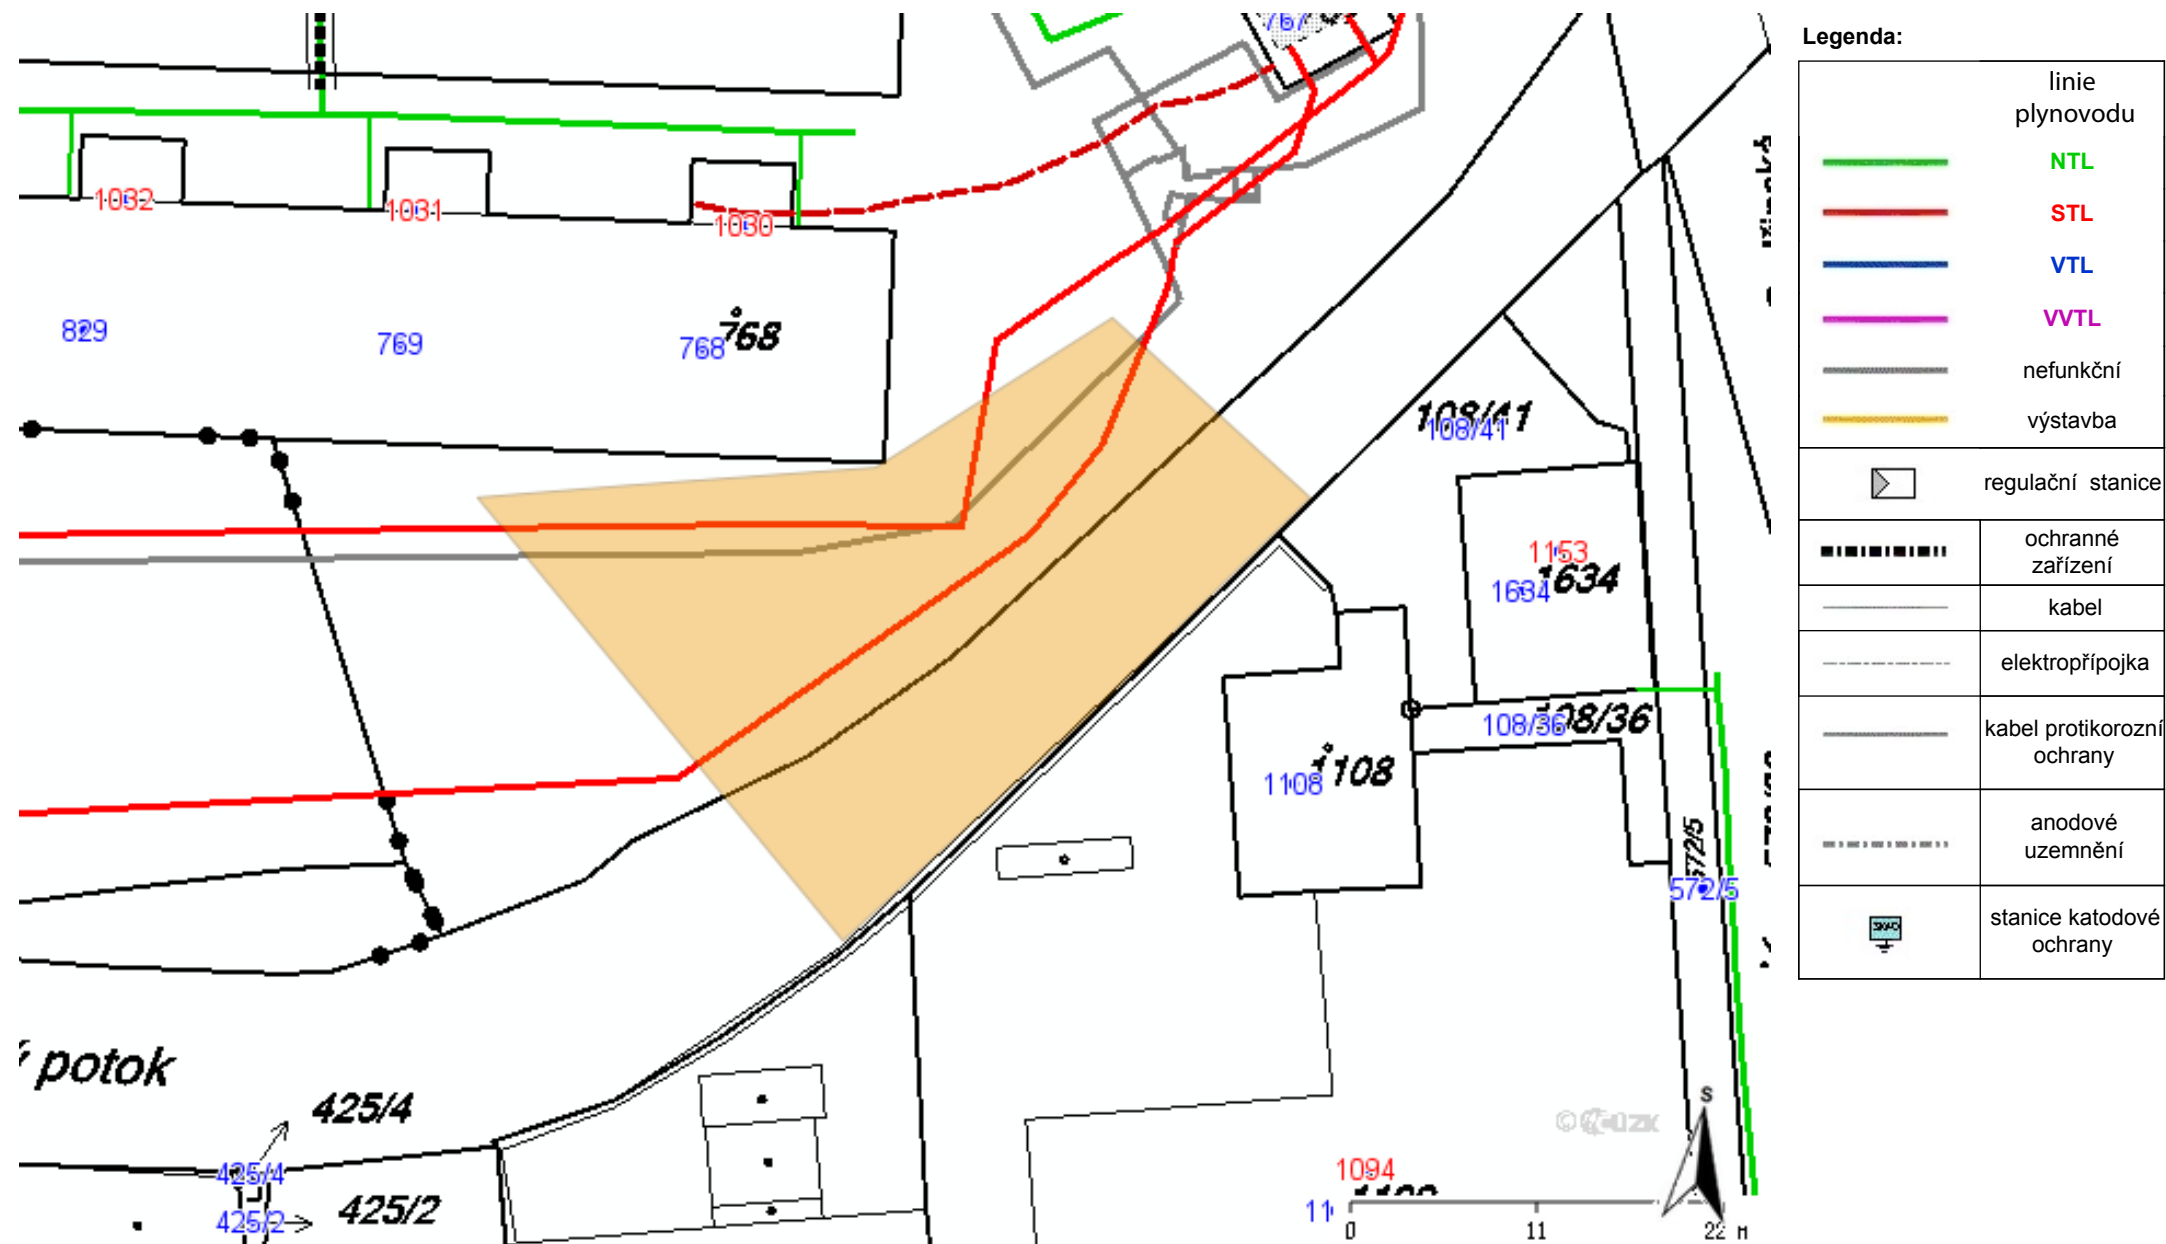 767
1032
1031
1030
829
769
768
768
108/41
108/41
1153
1634
1634
108/36
108/36
1108
1108
572/5
572/5
potok
425/4
425/4
425/2
425/2
1094
11
0
11
22
S
Legenda:
linie
plynovodu
NTL
STL
VTL
VVTL
nefunkční
výstavba
regulační stanice
ochranné
zařízení
kabel
elektropřípojka
kabel protikorozní
ochrany
anodové
uzemnění
stanice katodové
ochrany